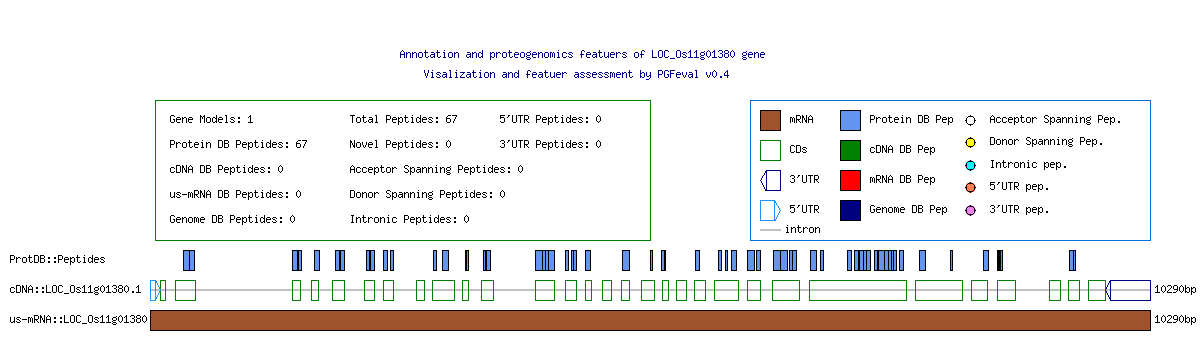 Annotation and proteogenomics featuers of LOC_Os11g01380 gene
Visalization and featuer assessment by PGFeval v0.4
Gene Models: 1 Total Peptides: 67 5'UTR Peptides: 0
Protein DB Peptides: 67 Novel Peptides: 0 3'UTR Peptides: 0
cDNA DB Peptides: 0 Acceptor Spanning Peptides: 0
us-mRNA DB Peptides: 0 Donor Spanning Peptides: 0
Genome DB Peptides: 0 Intronic Peptides: 0
mRNA Protein DB Pep Acceptor Spanning Pep.
CDs cDNA DB Pep Donor Spanning Pep.
3'UTR mRNA DB Pep Intronic pep.
5'UTR Genome DB Pep 5'UTR pep.
intron 3'UTR pep.
ProtDB::Peptides
cDNA::LOC_Os11g01380.1 10290bp
us-mRNA::LOC_Os11g01380 10290bp